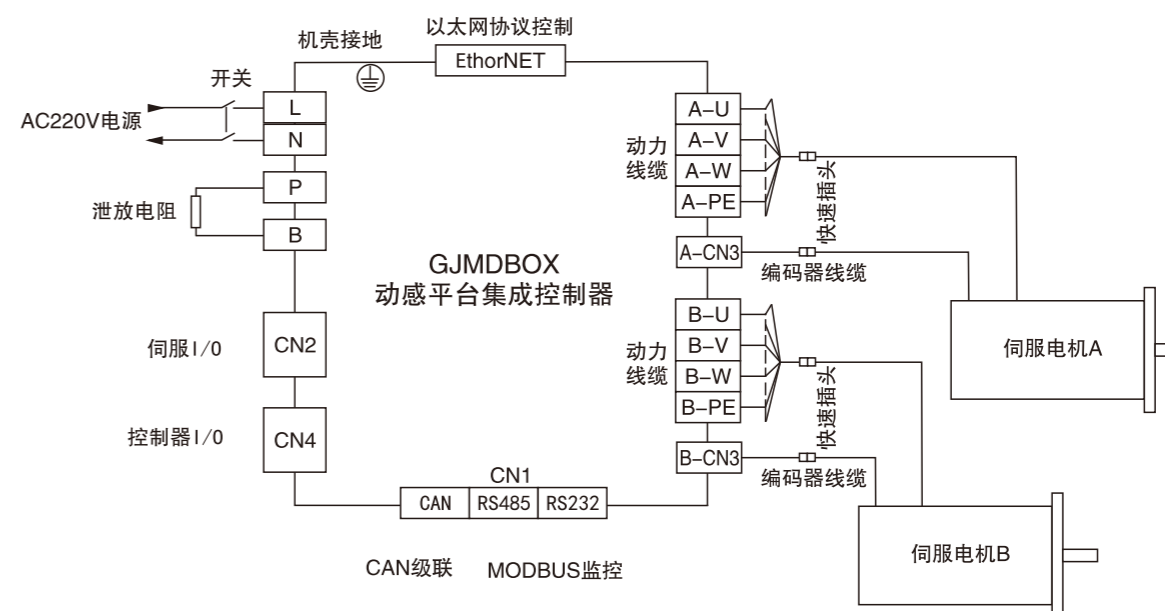 以太网协议控制
机壳接地
EthorNET
开关
AC220V电源
L
N
P
B
泄放电阻
GJMDBOX
动感平台集成控制器
伺服I/0
CN2
控制器I/0
CN4
CN1
CAN
RS485
RS232
CAN级联
MODBUS监控
动力
线缆
A-U
A-V
A-W
A-PE
快速插头
A-CN3
编码器线缆
伺服电机A
动力
线缆
B-U
B-V
B-W
B-PE
快速插头
B-CN3
编码器线缆
伺服电机B